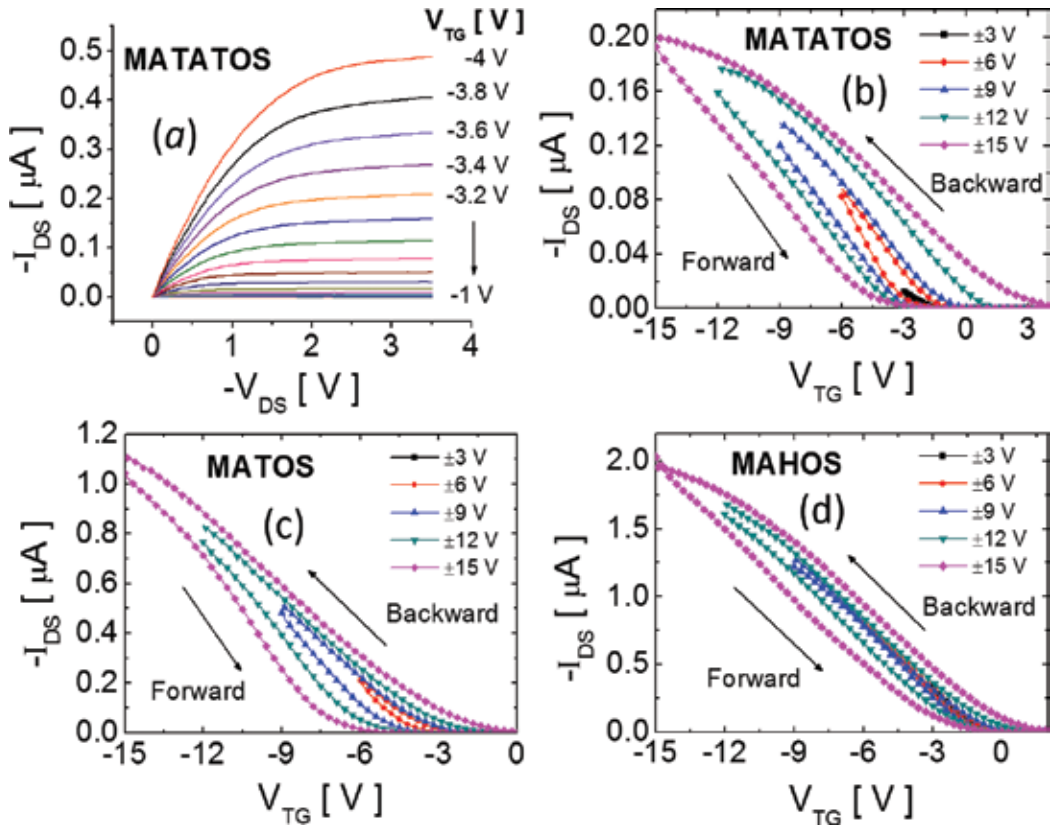 MATATOS
(a)
V_TG [ V]
-4 V
-3.8 V
-3.6 V
-3.4 V
-3.2 V
-1 V
0.5
0.4
0.3
0.2
0.1
0.0
-I_DS [ µA]
0 1 2 3 4
-V_DS [ V ]
MATATOS
(b)
±3 V
±6 V
±9 V
±12 V
±15 V
Backward
Forward
0.20
0.16
0.12
0.08
0.04
0.00
-I_DS [ µA]
-15 -12 -9 -6 -3 0 3
V_TG [ V ]
MATOS
(c)
±3 V
±6 V
±9 V
±12 V
±15 V
Backward
Forward
1.2
1.0
0.8
0.6
0.4
0.2
0.0
-I_DS [ µA]
-15 -12 -9 -6 -3 0
V_TG [ V ]
MAHOS
(d)
±3 V
±6 V
±9 V
±12 V
±15 V
Backward
Forward
2.0
1.5
1.0
0.5
0.0
-I_DS [ µA]
-15 -12 -9 -6 -3 0
V_TG [ V ]